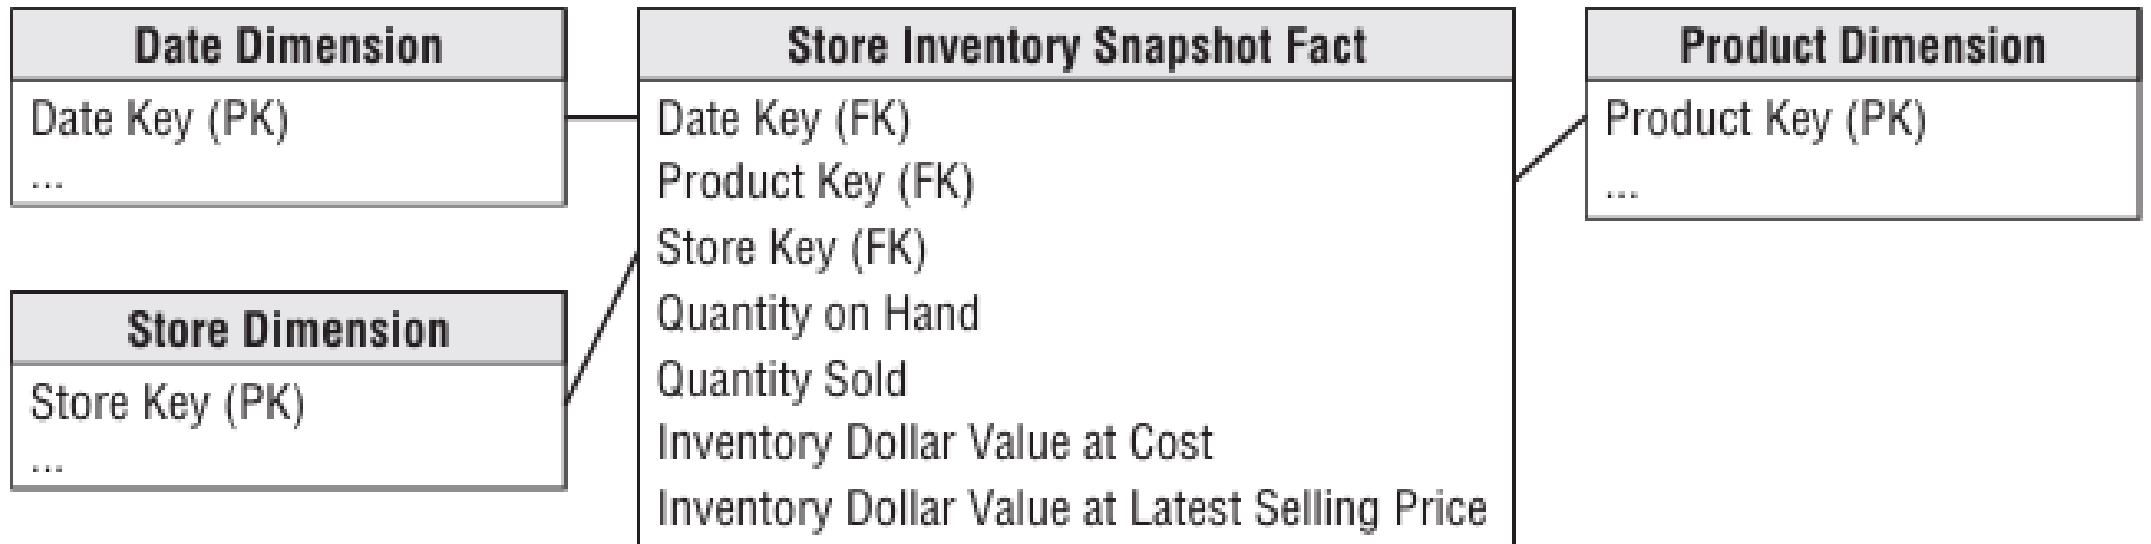 Date Dimension
Date Key (PK)
...
Store Dimension
Store Key (PK)
...
Store Inventory Snapshot Fact
Date Key (FK)
Product Key (FK)
Store Key (FK)
Quantity on Hand
Quantity Sold
Inventory Dollar Value at Cost
Inventory Dollar Value at Latest Selling Price
Product Dimension
Product Key (PK)
...